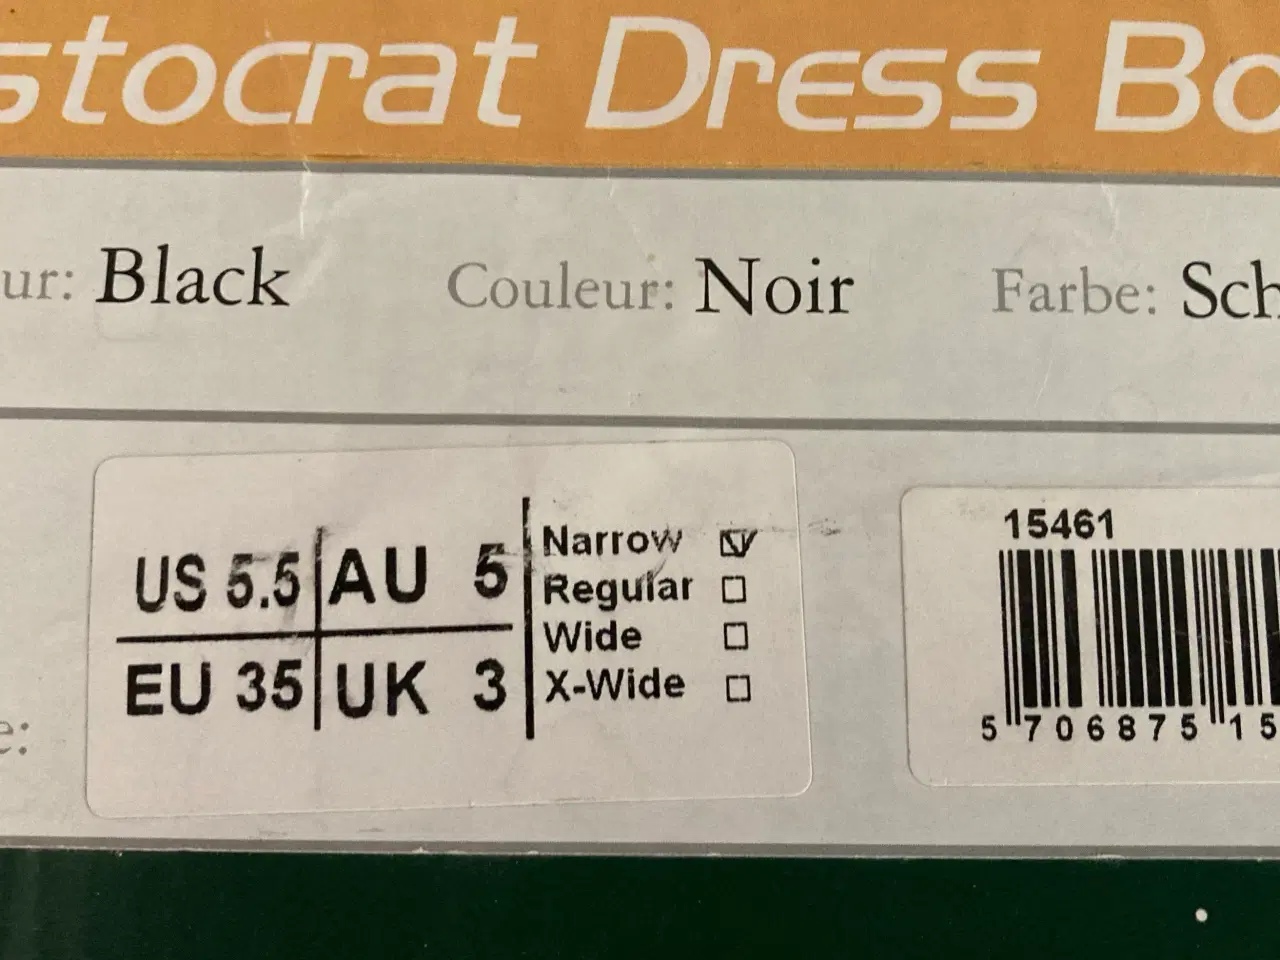 stocrat Dress Bo
ur: Black Couleur: Noir Farbe: Sch
US 5.5 AU 5
EU 35 UK 3
Narrow ☑
Regular ☐
Wide ☐
X-Wide ☐
e:
15461
5 706875 15